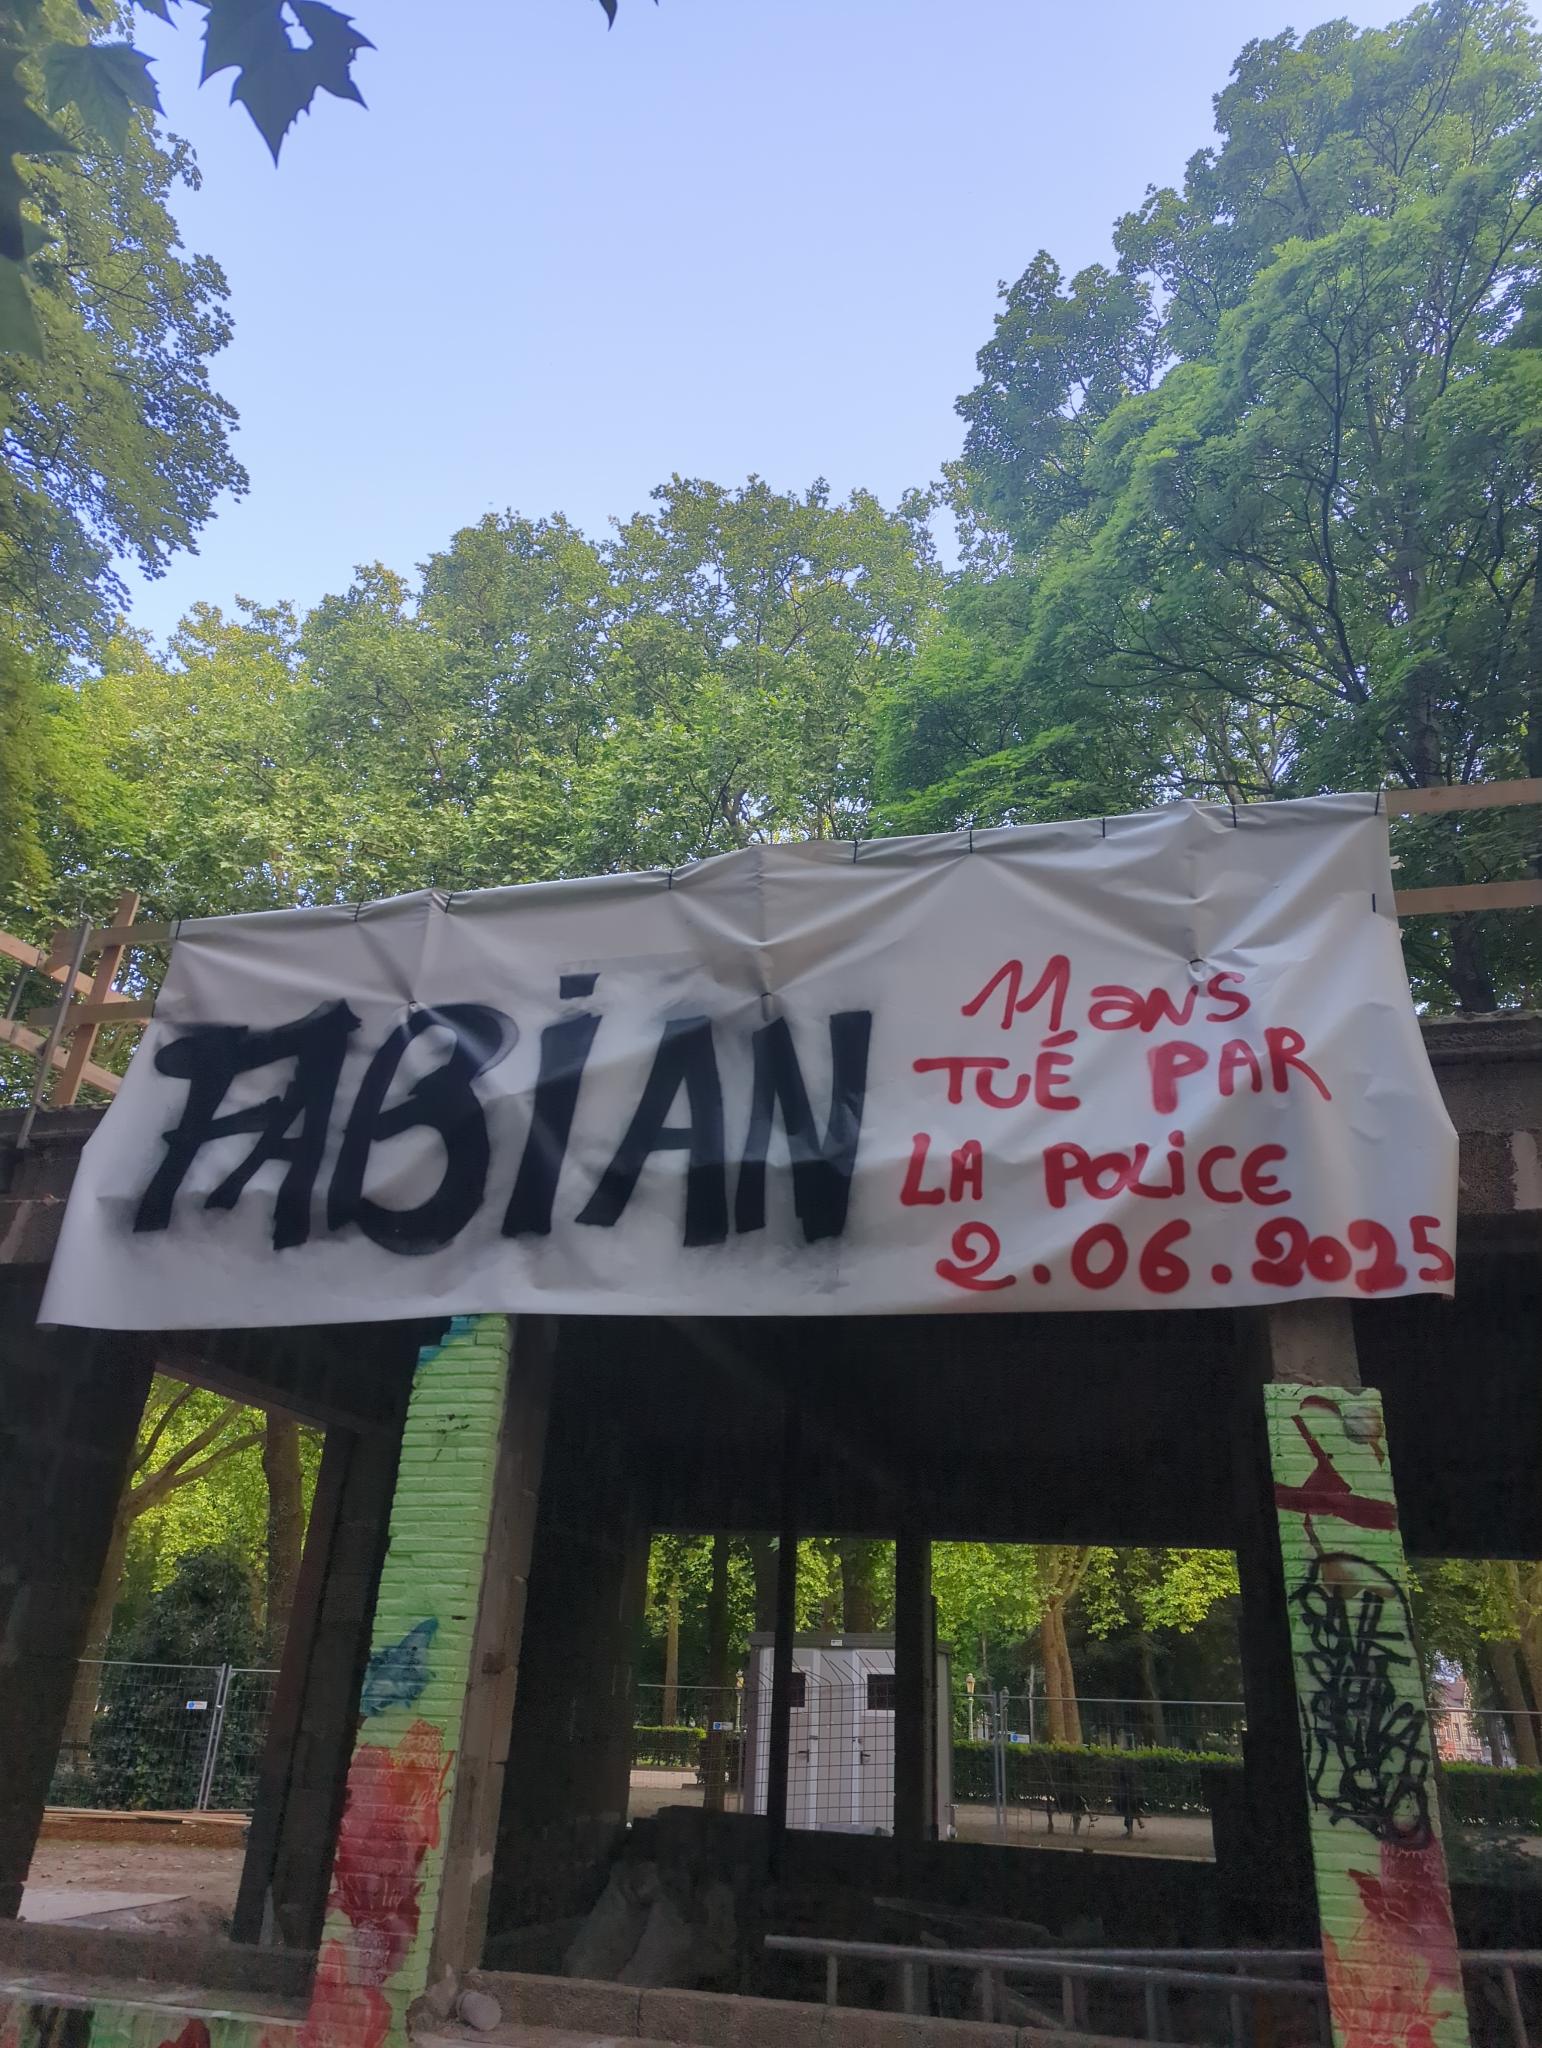 FABiAN
11 ans
TUÉ PAR
LA POLiCE
2.06.2025